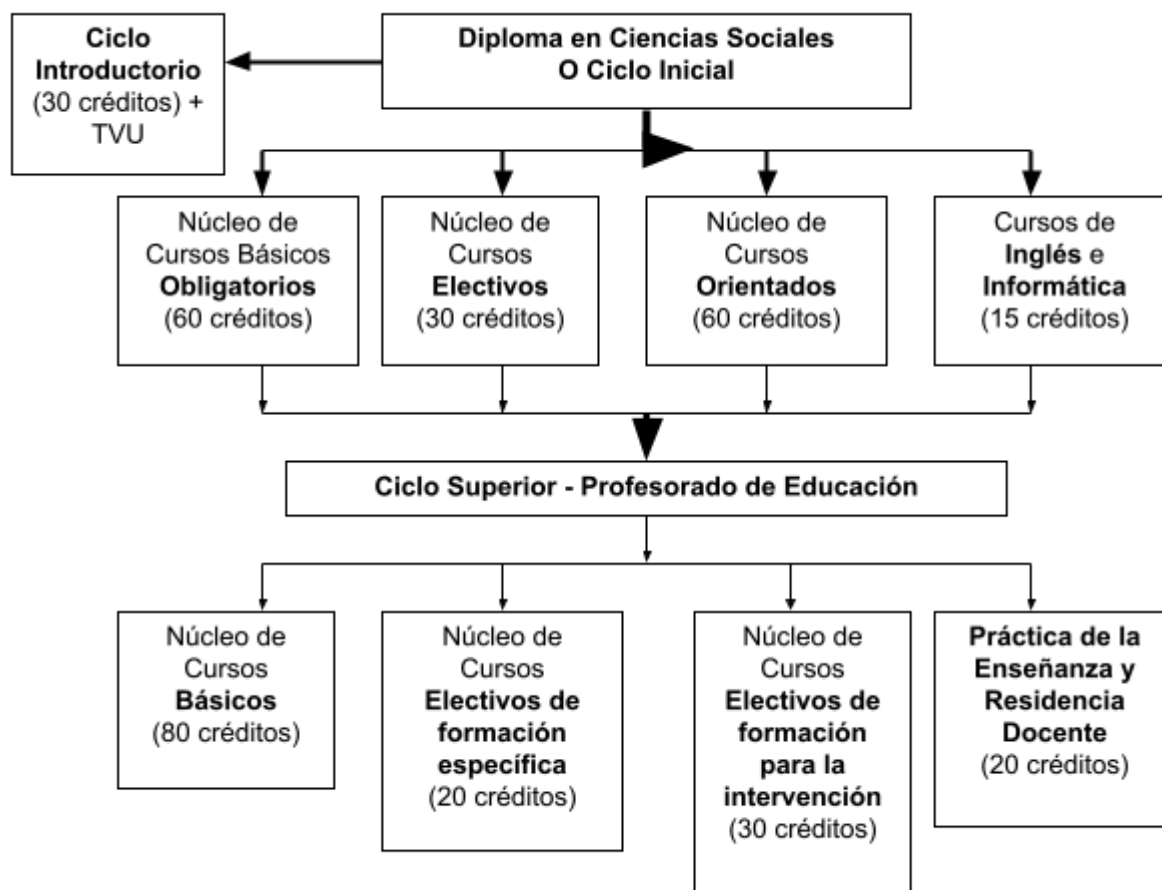 Ciclo
Introductorio
(30 créditos) +
TVU
Diploma en Ciencias Sociales
O Ciclo Inicial
Núcleo de
Cursos Básicos
Obligatorios
(60 créditos)
Núcleo de
Cursos
Electivos
(30 créditos)
Núcleo de
Cursos
Orientados
(60 créditos)
Cursos de
Inglés e
Informática
(15 créditos)
Ciclo Superior - Profesorado de Educación
Núcleo de
Cursos
Básicos
(80 créditos)
Núcleo de
Cursos
Electivos de
formación
específica
(20 créditos)
Núcleo de
Cursos
Electivos de
formación
para la
intervención
(30 créditos)
Práctica de la
Enseñanza y
Residencia
Docente
(20 créditos)